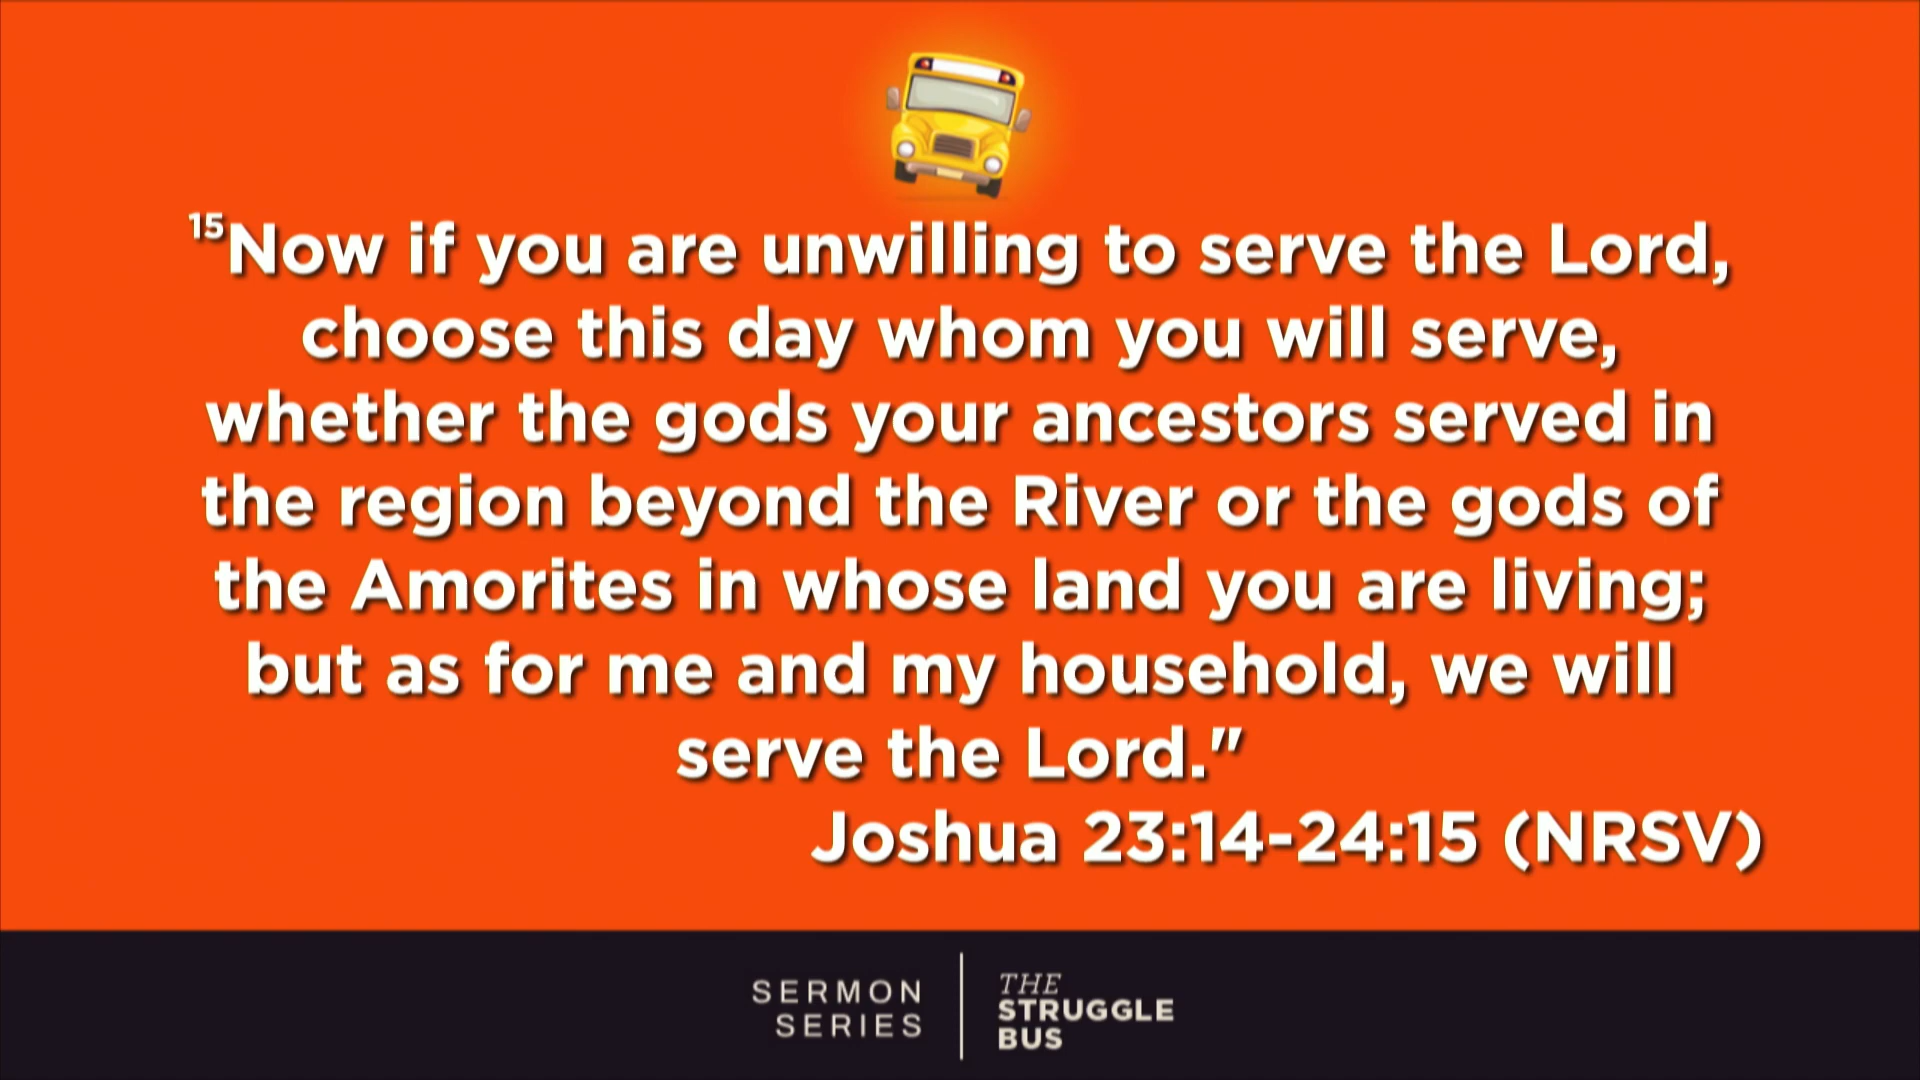 15Now if you are unwilling to serve the Lord,
choose this day whom you will serve,
whether the gods your ancestors served in
the region beyond the River or the gods of
the Amorites in whose land you are living;
but as for me and my household, we will
serve the Lord."
Joshua 23:14-24:15 (NRSV)
SERMON
SERIES
THE
STRUGGLE
BUS